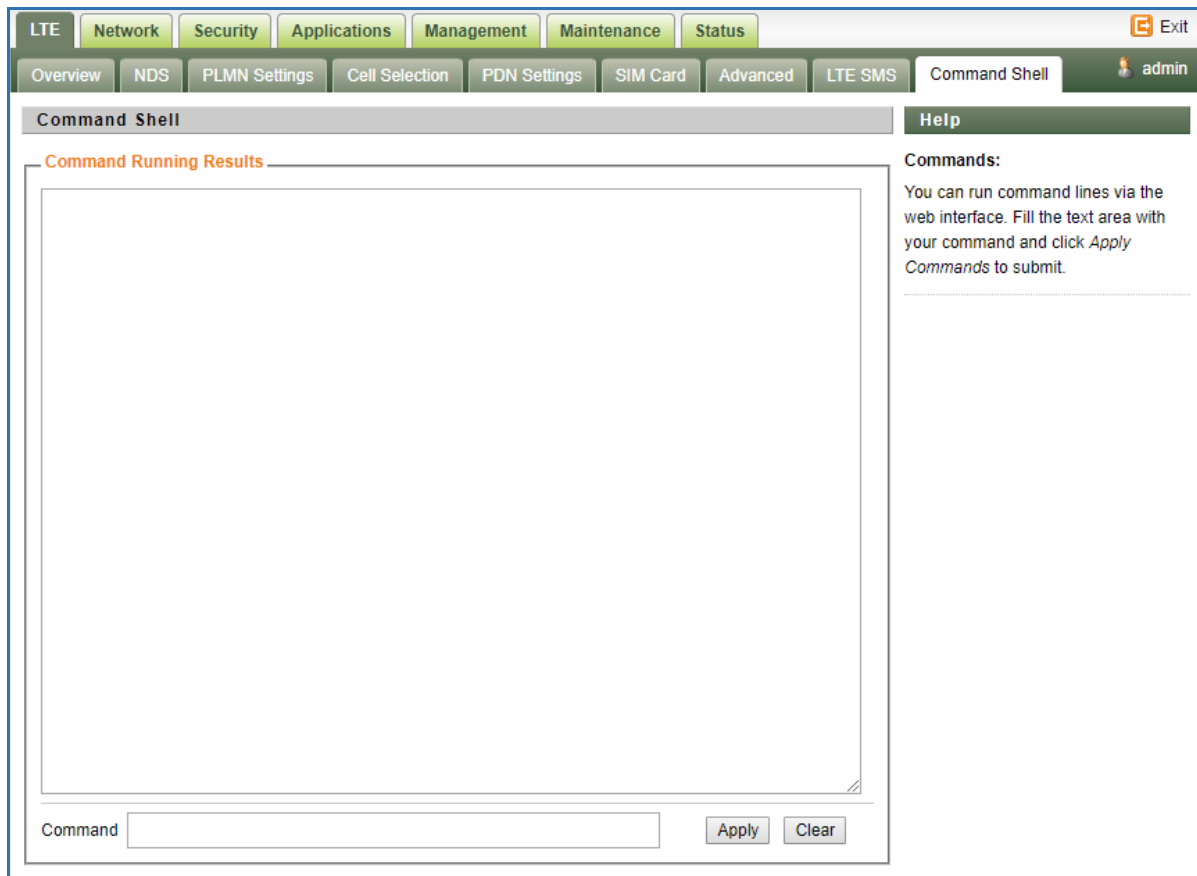 LTE Network Security Applications Management Maintenance Status Exit
Overview NDS PLMN Settings Cell Selection PDN Settings SIM Card Advanced LTE SMS Command Shell admin
Command Shell
Command Running Results
Command
Apply Clear
Help
Commands:
You can run command lines via the
web interface. Fill the text area with
your command and click Apply
Commands to submit.